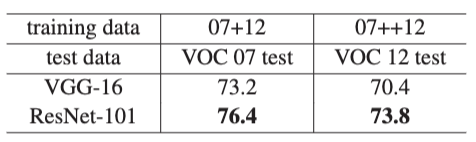 training data 07+12 07++12
test data VOC 07 test VOC 12 test
VGG-16 73.2 70.4
ResNet-101 76.4 73.8